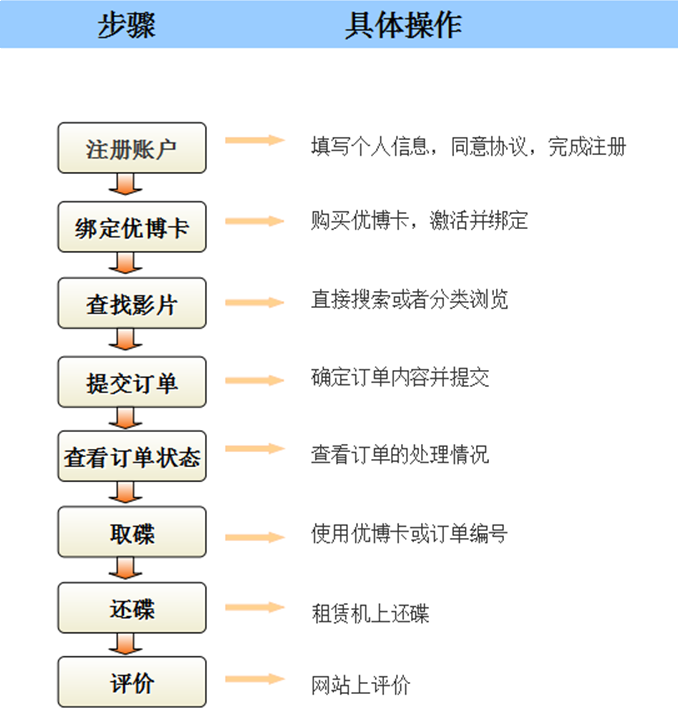 步骤 具体操作
注册账户 填写个人信息，同意协议，完成注册
绑定优博卡 购买优博卡，激活并绑定
查找影片 直接搜索或者分类浏览
提交订单 确定订单内容并提交
查看订单状态 查看订单的处理情况
取碟 使用优博卡或订单编号
还碟 租赁机上还碟
评价 网站上评价